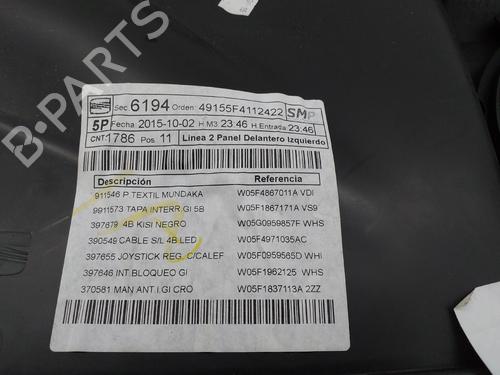 Sec. 6194 Orden: 49155F4112422 SMP
5P Fecha: 2015-10-02 H.M3: 23:46 H.Entrada: 23:46
CNT: 1786 Pos. 11 Linea 2 Panel Delantero Izquierdo
Descripción Referencia
911546 P.TEXTIL MUNDAKA W05F4867011A VDI
9911573 TAPA INTERR.GI 5B W05F1867171A VS9
397879 4B KISI NEGRO W05G0959857F WHS
390549 CABLE S/L 4B LED W05F4971035AC
397655 JOYSTICK REG. C/CALEF W05F0959565D WHI
397646 INT.BLOQUEO GI W05F1962125 WHS
370581 MAN ANT.I.GI CRO W05F1837113A 2ZZ
B-PARTS